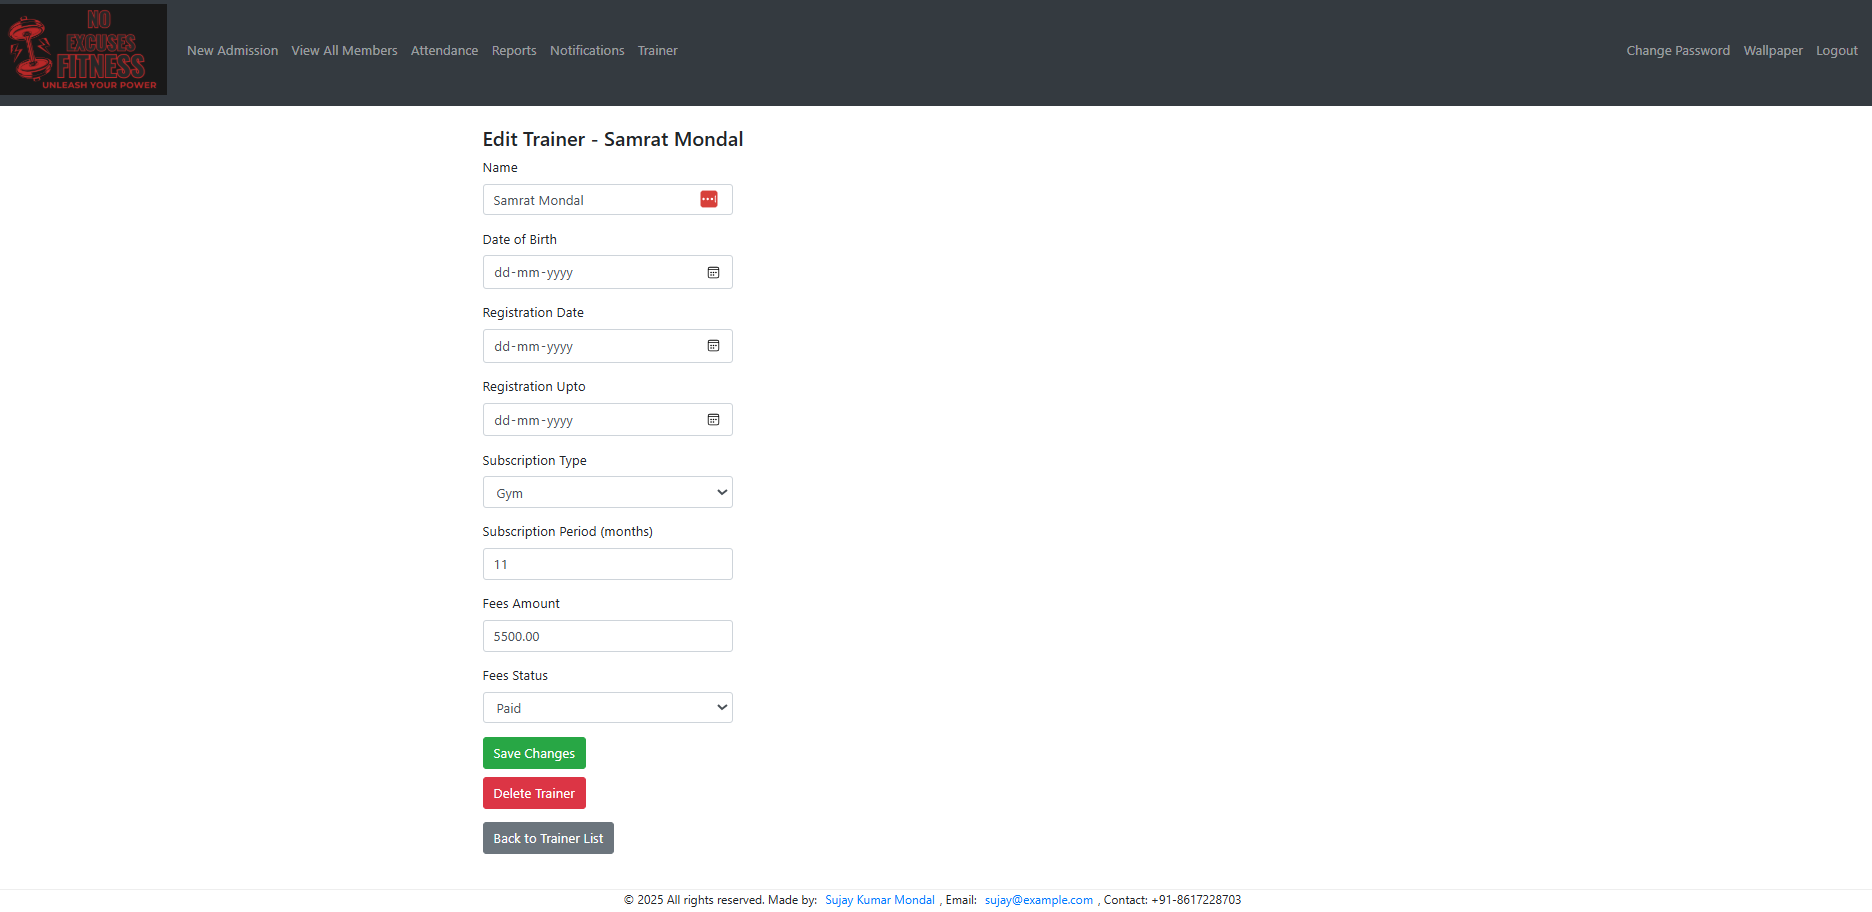 NO
EXCUSES
FITNESS
UNLEASH YOUR POWER
New Admission View All Members Attendance Reports Notifications Trainer
Change Password Wallpaper Logout
Edit Trainer - Samrat Mondal
Name
Samrat Mondal
Date of Birth
dd-mm-yyyy
Registration Date
dd-mm-yyyy
Registration Upto
dd-mm-yyyy
Subscription Type
Gym
Subscription Period (months)
11
Fees Amount
5500.00
Fees Status
Paid
Save Changes
Delete Trainer
Back to Trainer List
© 2025 All rights reserved. Made by: Sujay Kumar Mondal , Email: sujay@example.com , Contact: +91-8617228703